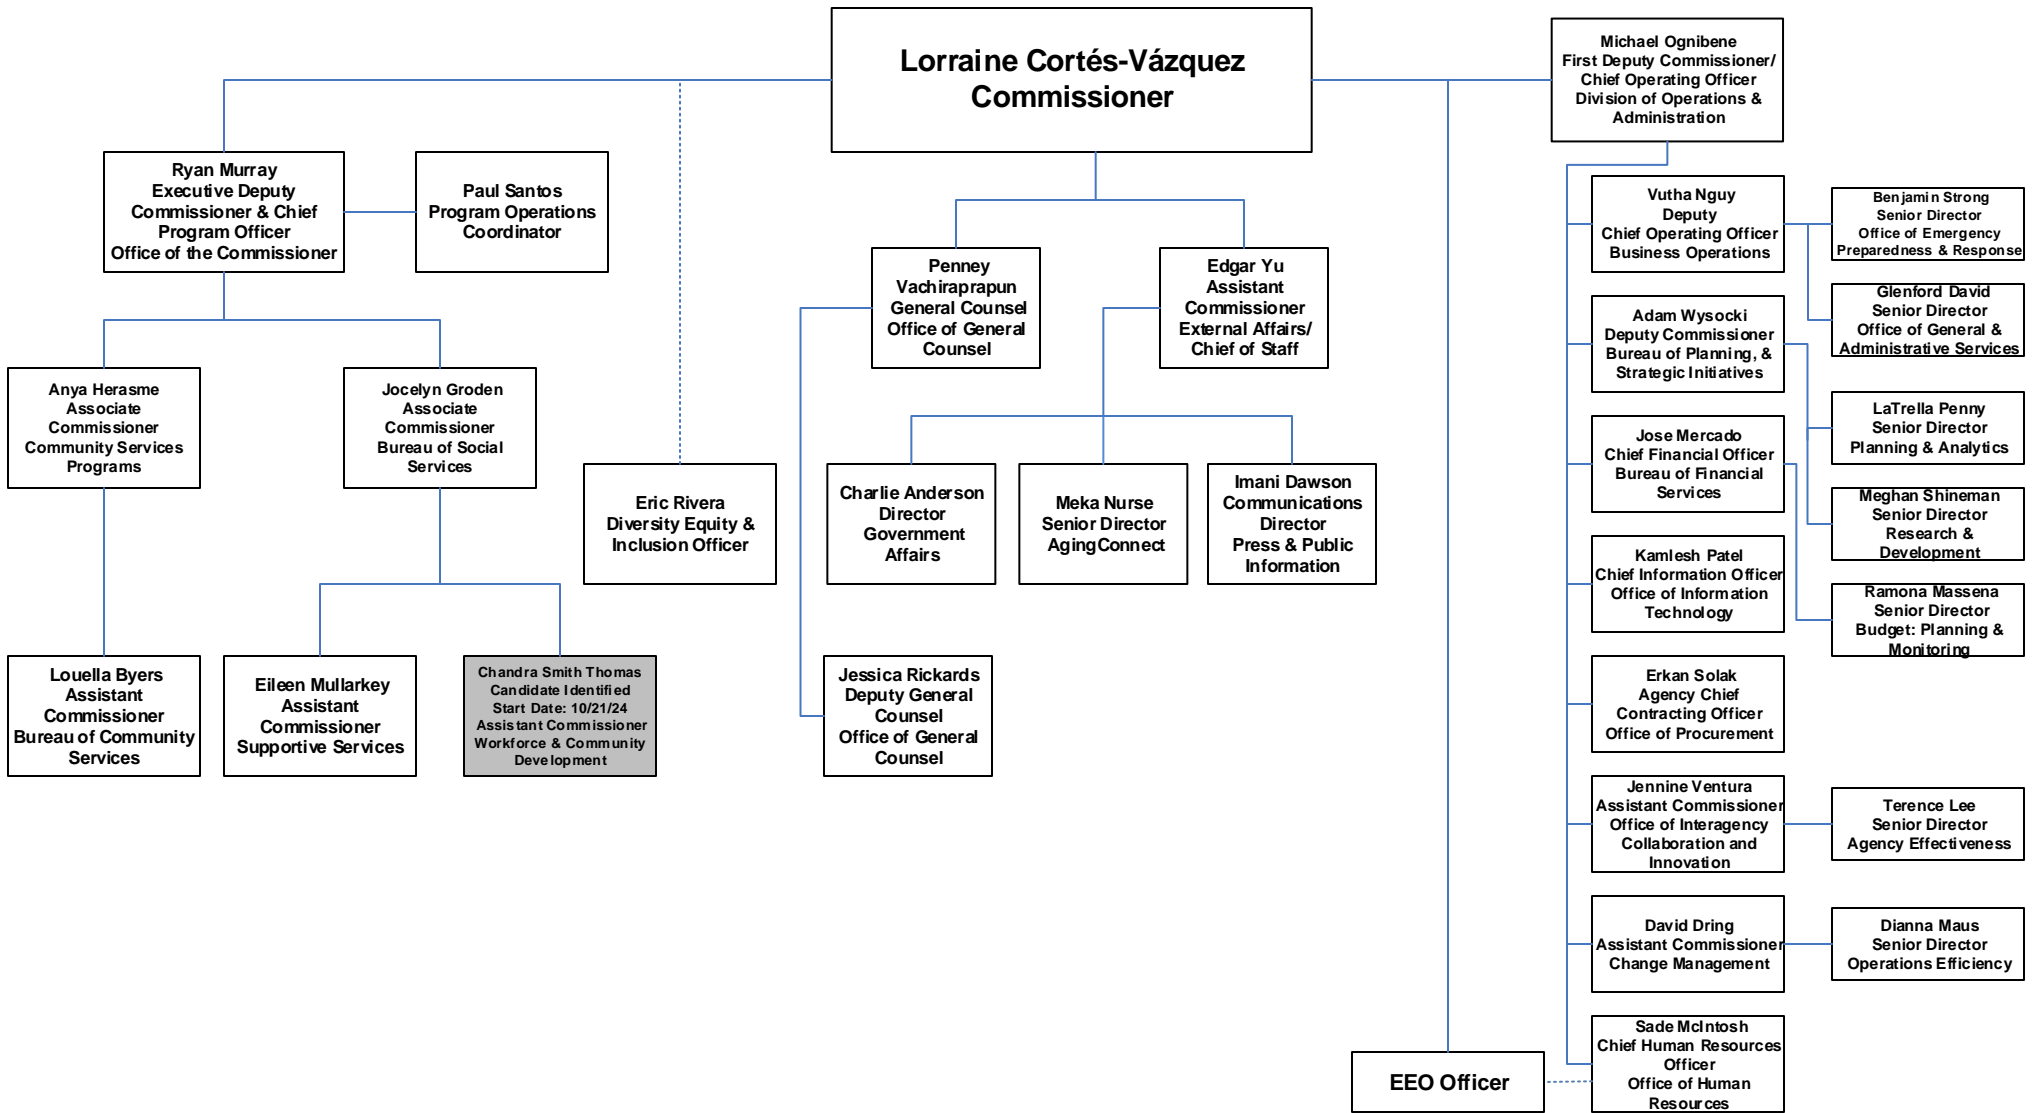 Lorraine Cortés-Vázquez
Commissioner
Michael Ognibene
First Deputy Commissioner/
Chief Operating Officer
Division of Operations &
Administration
Ryan Murray
Executive Deputy
Commissioner & Chief
Program Officer
Office of the Commissioner
Paul Santos
Program Operations
Coordinator
Penney
Vachiraprapun
General Counsel
Office of General
Counsel
Edgar Yu
Assistant
Commissioner
External Affairs/
Chief of Staff
Anya Herasme
Associate
Commissioner
Community Services
Programs
Jocelyn Groden
Associate
Commissioner
Bureau of Social
Services
Eric Rivera
Diversity Equity &
Inclusion Officer
Charlie Anderson
Director
Government
Affairs
Meka Nurse
Senior Director
AgingConnect
Imani Dawson
Communications
Director
Press & Public
Information
Louella Byers
Assistant
Commissioner
Bureau of Community
Services
Eileen Mullarkey
Assistant
Commissioner
Supportive Services
Chandra Smith Thomas
Candidate Identified
Start Date: 10/21/24
Assistant Commissioner
Workforce & Community
Development
Jessica Rickards
Deputy General
Counsel
Office of General
Counsel
Vutha Nguy
Deputy
Chief Operating Officer
Business Operations
Benjamin Strong
Senior Director
Office of Emergency
Preparedness & Response
Glenford David
Senior Director
Office of General &
Administrative Services
Adam Wysocki
Deputy Commissioner
Bureau of Planning, &
Strategic Initiatives
LaTrella Penny
Senior Director
Planning & Analytics
Meghan Shineman
Senior Director
Research &
Development
Jose Mercado
Chief Financial Officer
Bureau of Financial
Services
Ramona Massena
Senior Director
Budget: Planning &
Monitoring
Kamlesh Patel
Chief Information Officer
Office of Information
Technology
Erkan Solak
Agency Chief
Contracting Officer
Office of Procurement
Jennine Ventura
Assistant Commissioner
Office of Interagency
Collaboration and
Innovation
Terence Lee
Senior Director
Agency Effectiveness
David Dring
Assistant Commissioner
Change Management
Dianna Maus
Senior Director
Operations Efficiency
Sade McIntosh
Chief Human Resources
Officer
Office of Human
Resources
EEO Officer